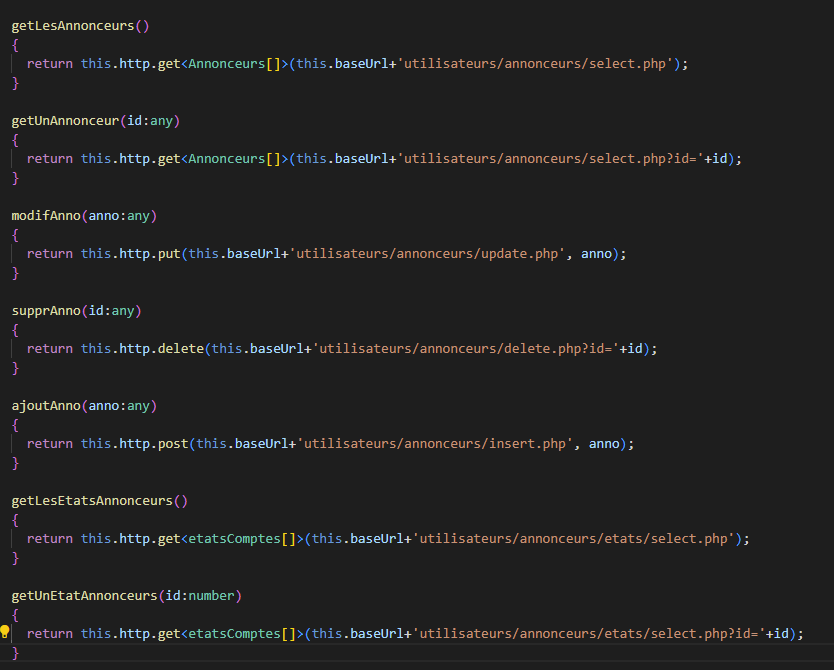 getLesAnnonceurs()
{
  return this.http.get<Annonceurs[]>(this.baseUrl+'utilisateurs/annonceurs/select.php');
}
getUnAnnonceur(id:any)
{
  return this.http.get<Annonceurs[]>(this.baseUrl+'utilisateurs/annonceurs/select.php?id='+id);
}
modifAnno(anno:any)
{
  return this.http.put(this.baseUrl+'utilisateurs/annonceurs/update.php', anno);
}
supprAnno(id:any)
{
  return this.http.delete(this.baseUrl+'utilisateurs/annonceurs/delete.php?id='+id);
}
ajoutAnno(anno:any)
{
  return this.http.post(this.baseUrl+'utilisateurs/annonceurs/insert.php', anno);
}
getLesEtatsAnnonceurs()
{
  return this.http.get<etatsComptes[]>(this.baseUrl+'utilisateurs/annonceurs/etats/select.php');
}
getUnEtatAnnonceurs(id:number)
{
  return this.http.get<etatsComptes[]>(this.baseUrl+'utilisateurs/annonceurs/etats/select.php?id='+id);
}